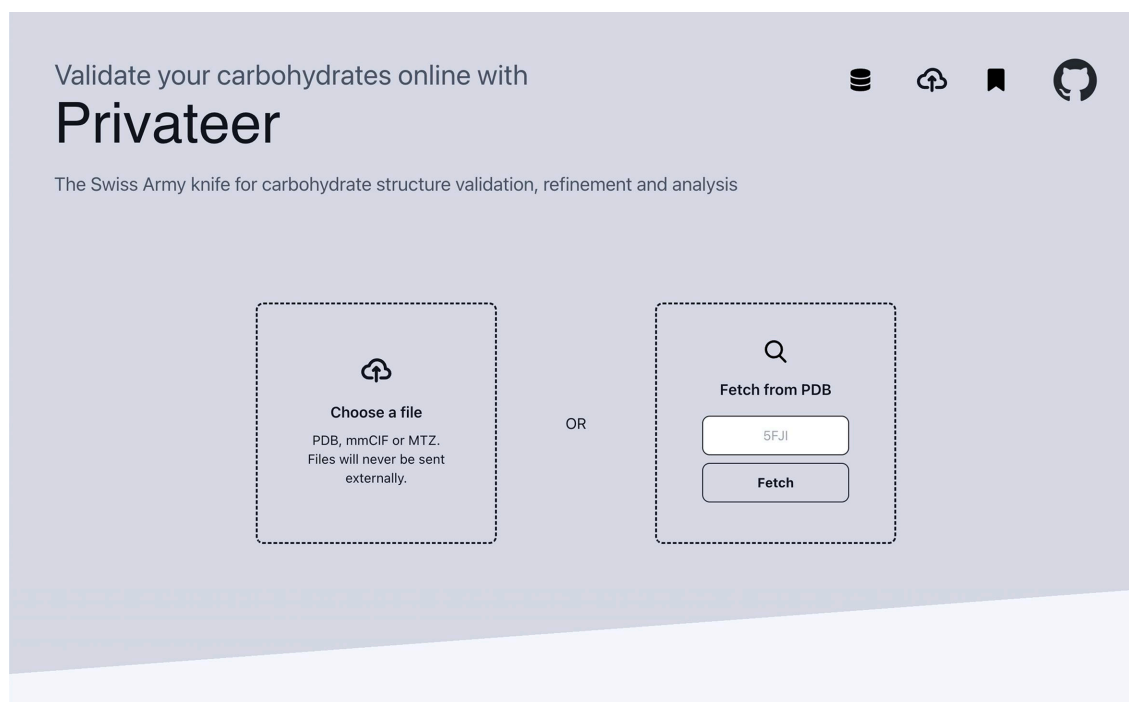 Validate your carbohydrates online with
Privateer
The Swiss Army knife for carbohydrate structure validation, refinement and analysis
Choose a file
PDB, mmCIF or MTZ.
Files will never be sent
externally.
OR
Fetch from PDB
5FJI
Fetch